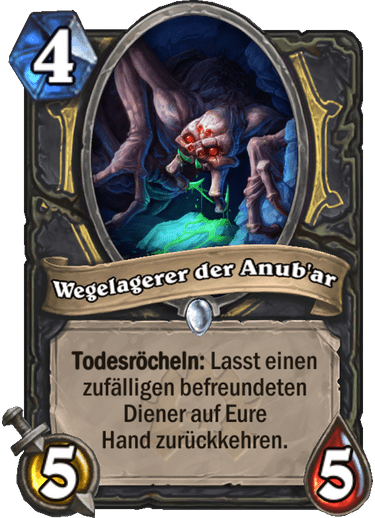 4
Wegelagerer der Anub'ar
Todesröcheln: Lasst einen
zufälligen befreundeten
Diener auf Eure
Hand zurückkehren.
5
5